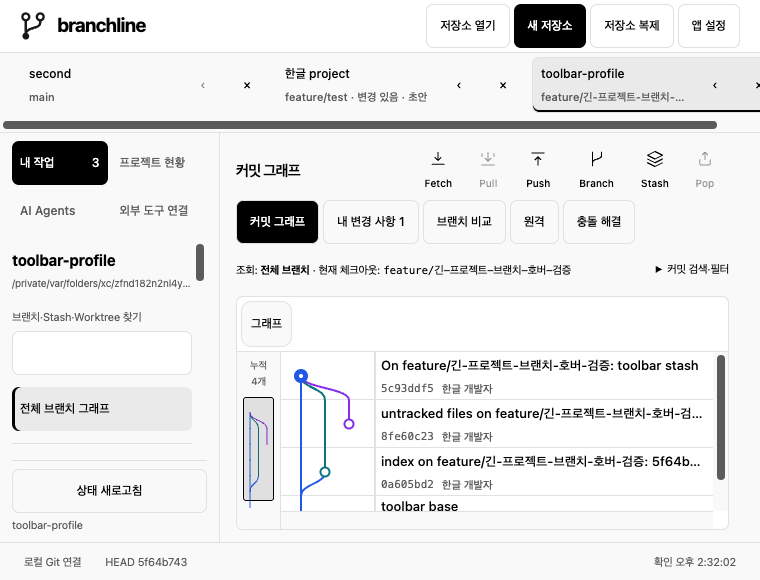 branchline
저장소 열기
새 저장소
저장소 복제
앱 설정
second
main
한글 project
feature/test · 변경 있음 · 초안
toolbar-profile
feature/긴-프로젝트-브랜치-...
내 작업 3
프로젝트 현황
AI Agents
외부 도구 연결
toolbar-profile
/private/var/folders/xc/zfnd182n2nl4y...
브랜치·Stash·Worktree 찾기
전체 브랜치 그래프
상태 새로고침
toolbar-profile
커밋 그래프
Fetch
Pull
Push
Branch
Stash
Pop
커밋 그래프
내 변경 사항 1
브랜치 비교
원격
충돌 해결
조회: 전체 브랜치 · 현재 체크아웃: feature/긴-프로젝트-브랜치-호버-검증
▶ 커밋 검색·필터
그래프
누적
4개
On feature/긴-프로젝트-브랜치-호버-검증: toolbar stash
5c93ddf5 한글 개발자
untracked files on feature/긴-프로젝트-브랜치-호버-검...
8fe60c23 한글 개발자
index on feature/긴-프로젝트-브랜치-호버-검증: 5f64b...
0a605bd2 한글 개발자
toolbar base
로컬 Git 연결
HEAD 5f64b743
확인 오후 2:32:02